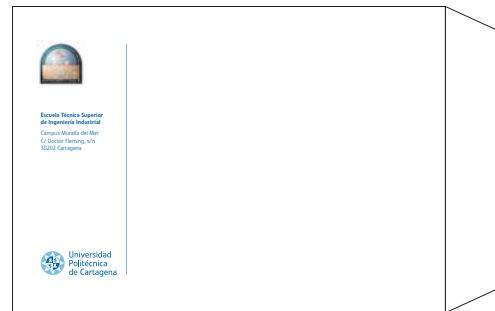 Escuela Técnica Superior
de Ingeniería Industrial
Campus Muralla del Mar
C/ Doctor Fleming, s/n
30202 Cartagena
Universidad
Politécnica
de Cartagena